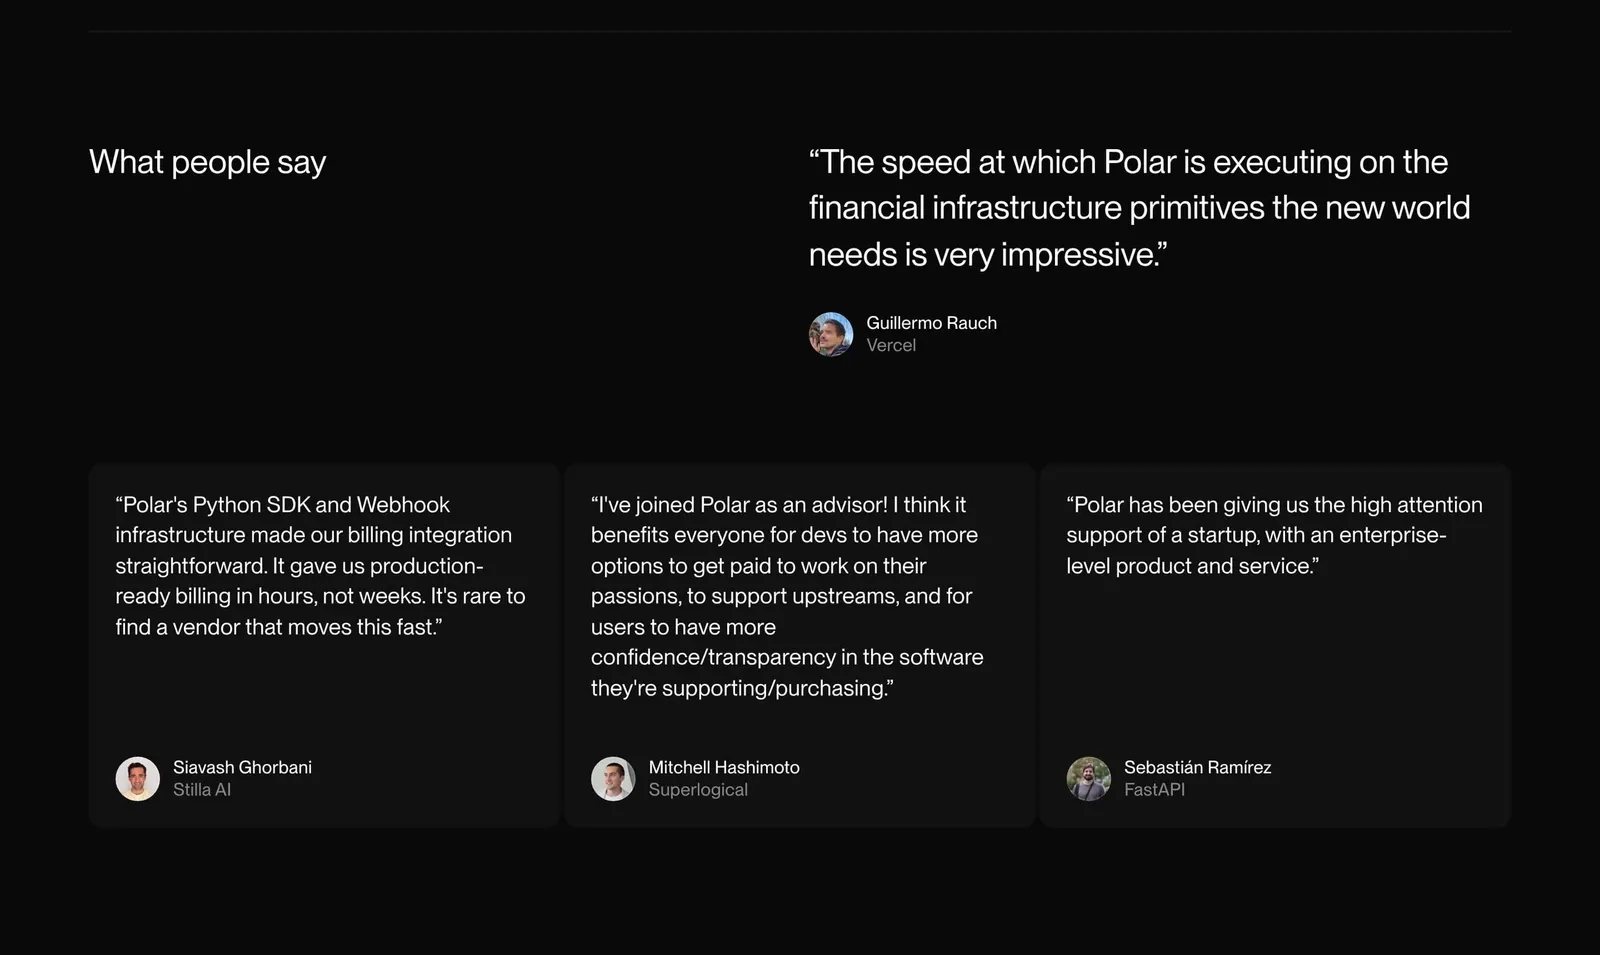 What people say
“The speed at which Polar is executing on the
financial infrastructure primitives the new world
needs is very impressive.”
Guillermo Rauch
Vercel
“Polar's Python SDK and Webhook
infrastructure made our billing integration
straightforward. It gave us production-
ready billing in hours, not weeks. It's rare to
find a vendor that moves this fast.”
Siavash Ghorbani
Stilla AI
“I've joined Polar as an advisor! I think it
benefits everyone for devs to have more
options to get paid to work on their
passions, to support upstreams, and for
users to have more
confidence/transparency in the software
they're supporting/purchasing.”
Mitchell Hashimoto
Superlogical
“Polar has been giving us the high attention
support of a startup, with an enterprise-
level product and service.”
Sebastián Ramírez
FastAPI